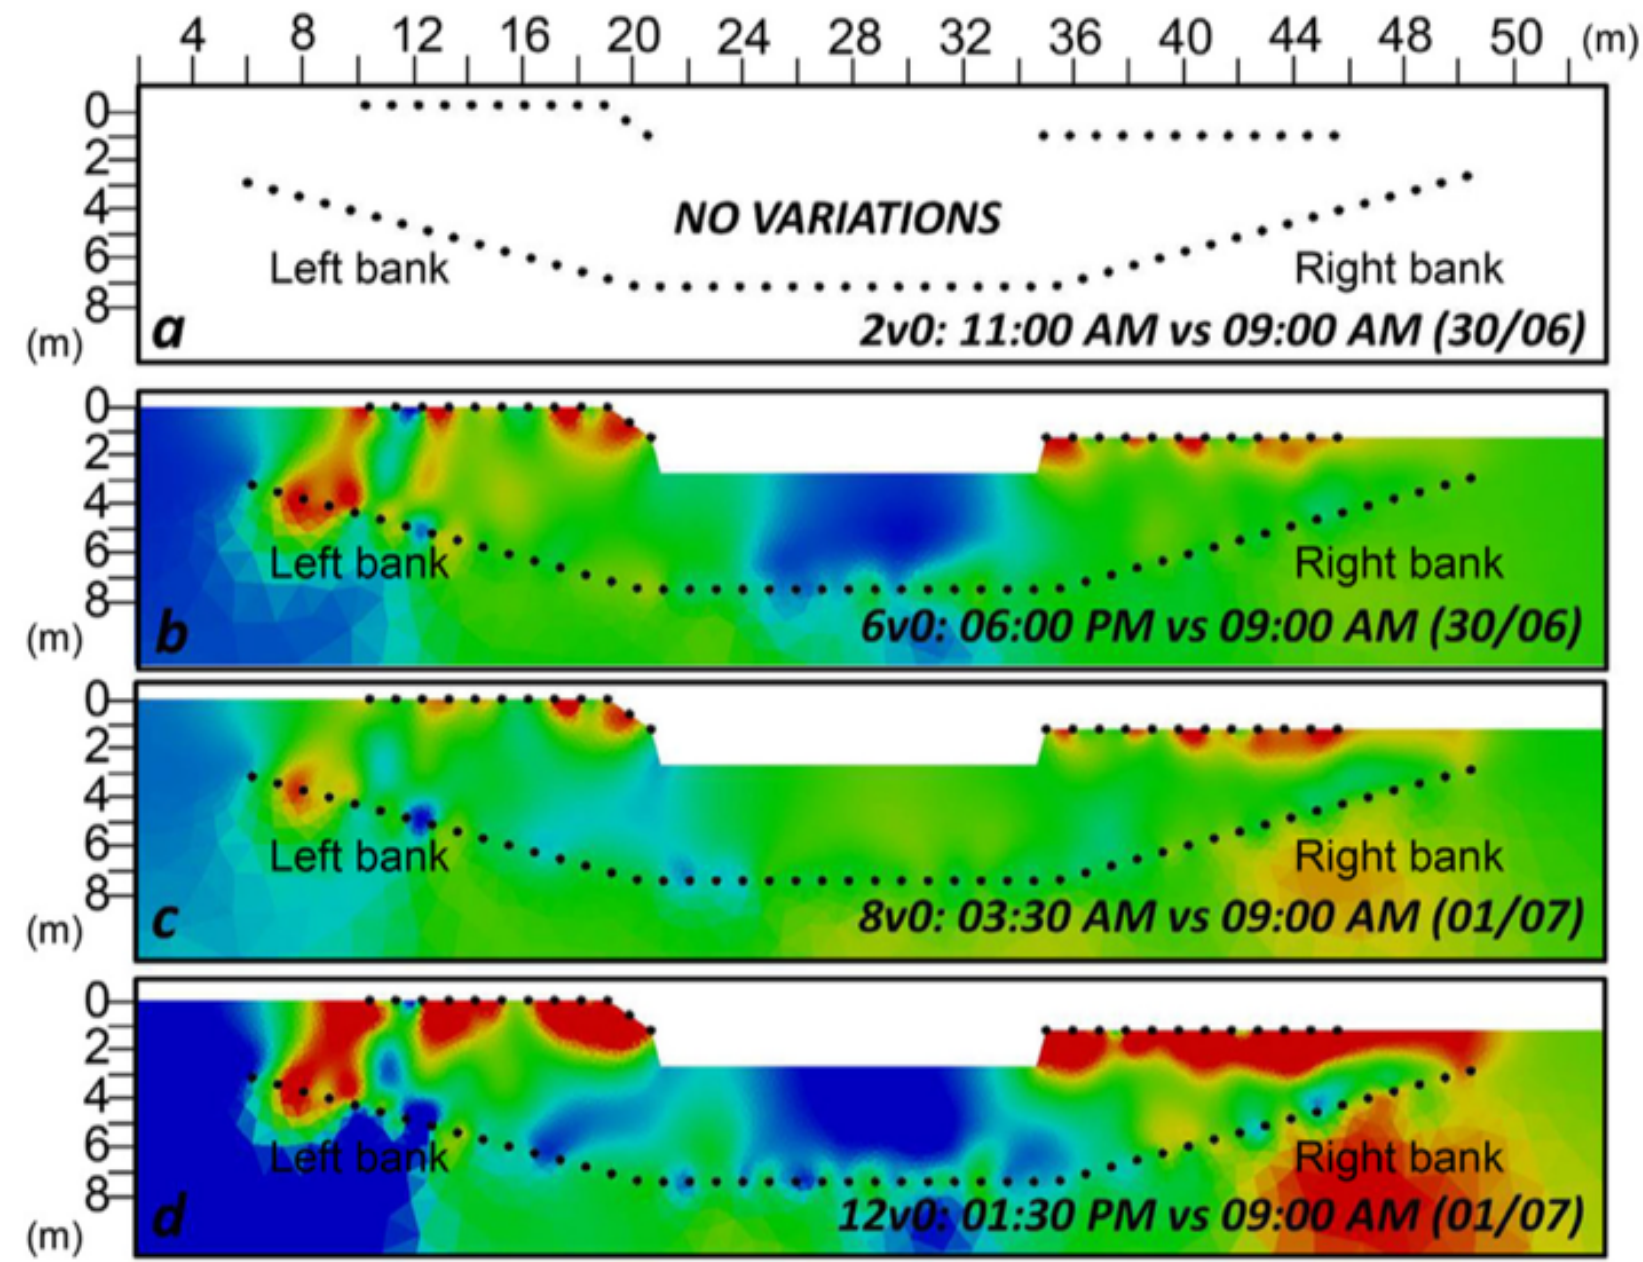 4 8 12 16 20 24 28 32 36 40 44 48 50 (m)
0
2
4
6
8
(m)
NO VARIATIONS
Left bank
Right bank
a
2v0: 11:00 AM vs 09:00 AM (30/06)
0
2
4
6
8
(m)
Left bank
Right bank
b
6v0: 06:00 PM vs 09:00 AM (30/06)
0
2
4
6
8
(m)
Left bank
Right bank
c
8v0: 03:30 AM vs 09:00 AM (01/07)
0
2
4
6
8
(m)
Left bank
Right bank
d
12v0: 01:30 PM vs 09:00 AM (01/07)